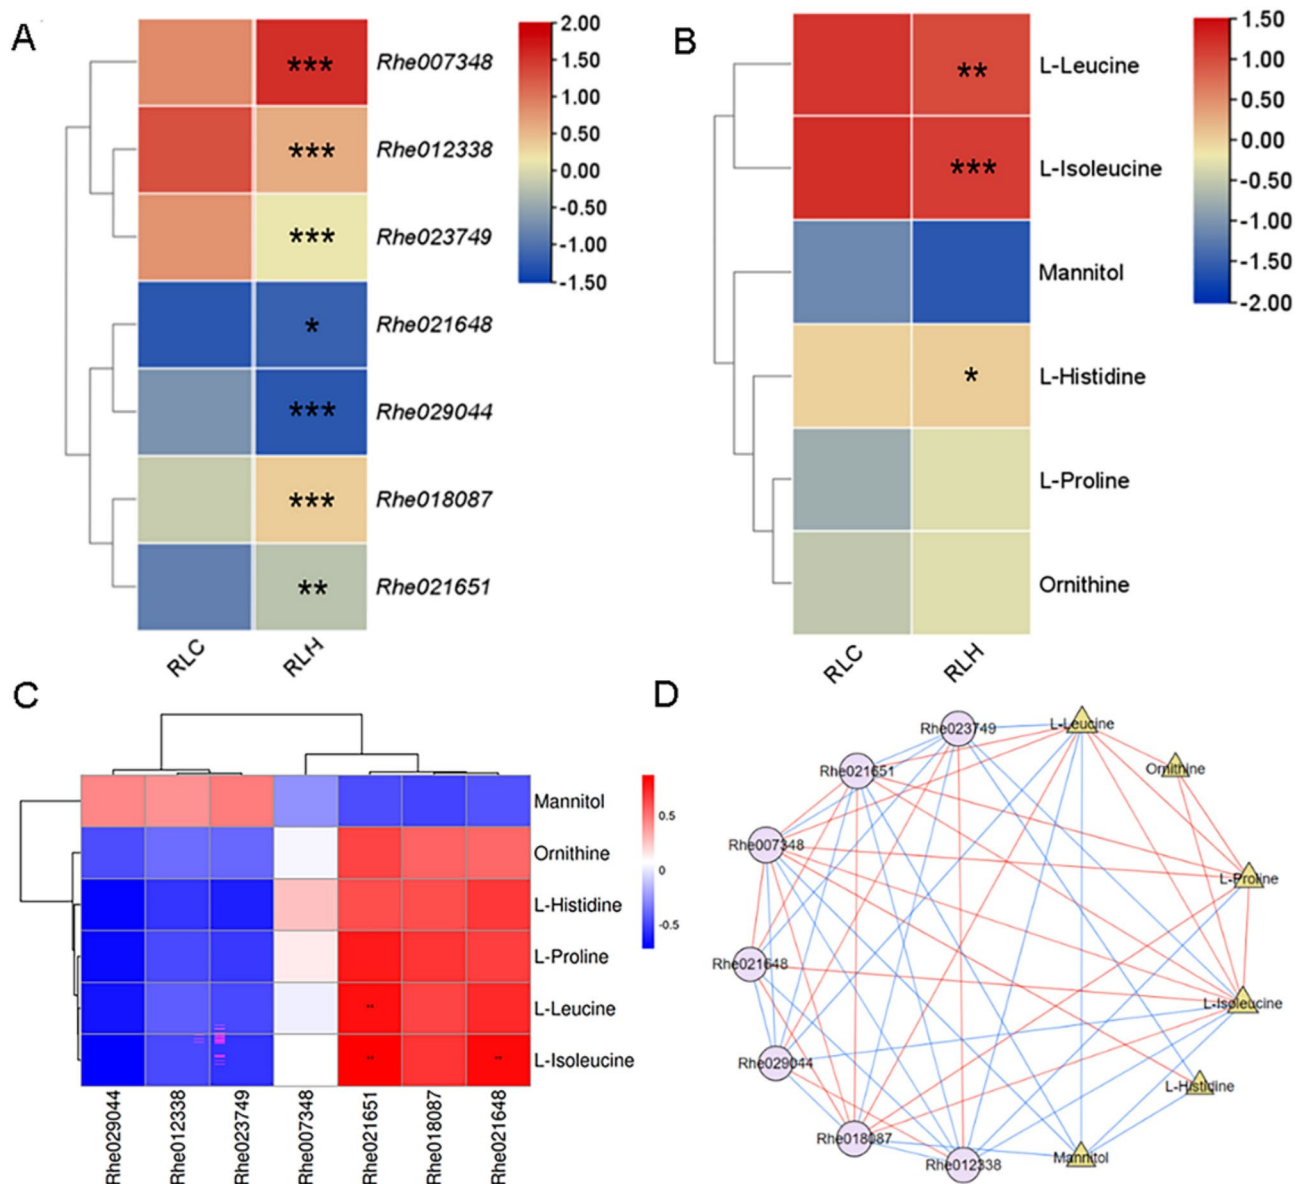 A
***
Rhe007348
***
Rhe012338
***
Rhe023749
*
Rhe021648
***
Rhe029044
***
Rhe018087
**
Rhe021651
RLC
RLH
2.00
1.00
0.50
0.00
-0.50
-1.00
-1.50
B
**
L-Leucine
***
L-Isoleucine
Mannitol
*
L-Histidine
L-Proline
Ornithine
RLC
RLH
1.50
1.00
0.50
0.00
-0.50
-1.00
-1.50
-2.00
C
Mannitol
Ornithine
L-Histidine
L-Proline
L-Leucine
L-Isoleucine
Rhe029044
Rhe012338
Rhe023749
Rhe007348
Rhe021651
Rhe018087
Rhe021648
0.5
0
-0.5
D
Rhe023749
L-Leucine
Rhe021651
Ornithine
Rhe007348
L-Proline
Rhe021648
L-Isoleucine
Rhe029044
L-Histidine
Rhe018087
Rhe012338
Mannitol